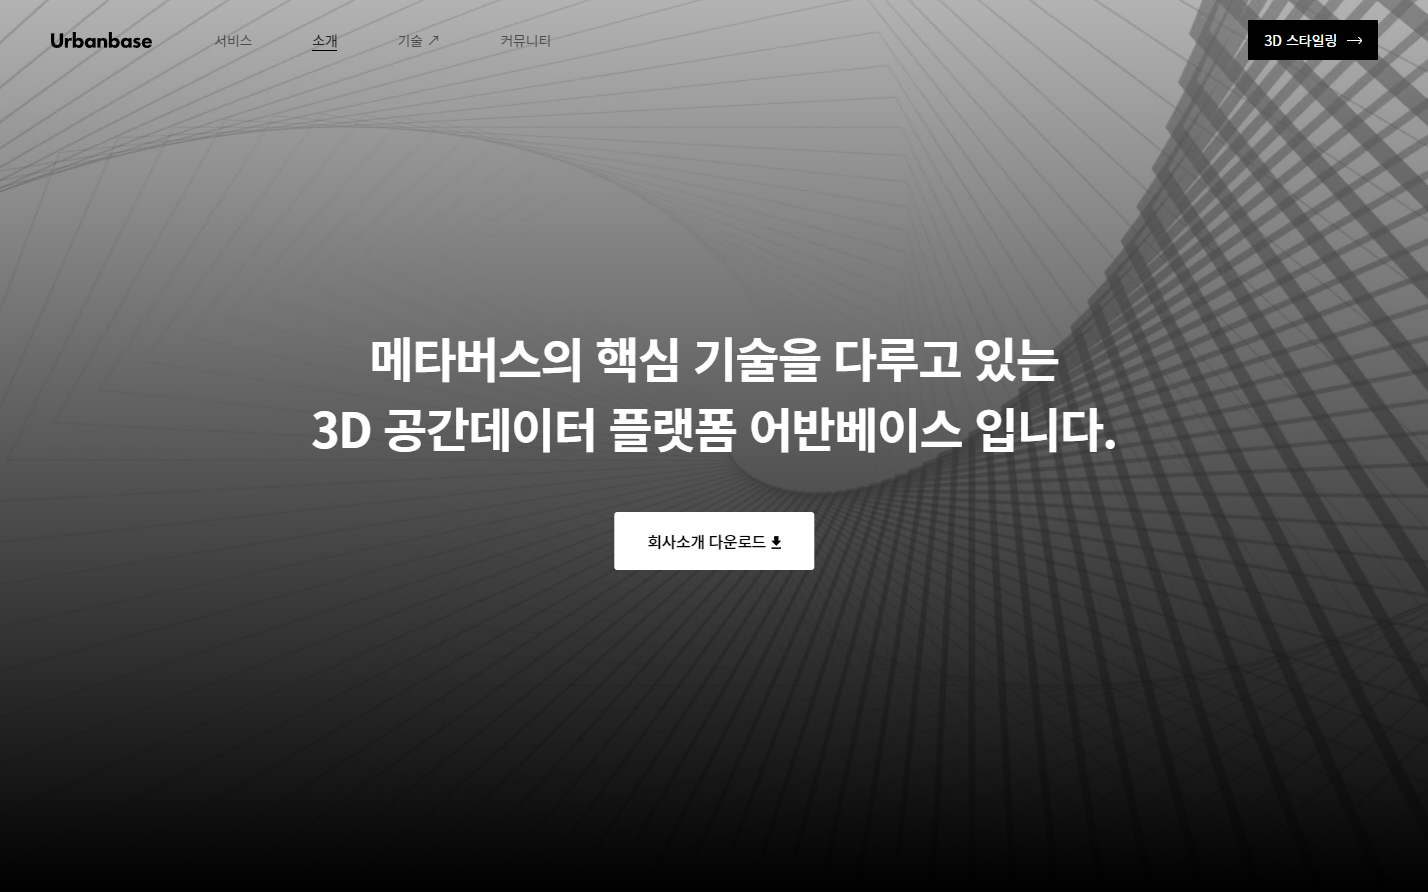 Urbanbase
서비스
소개
기술
커뮤니티
3D 스타일링
메타버스의 핵심 기술을 다루고 있는
3D 공간데이터 플랫폼 어반베이스 입니다.
회사소개 다운로드